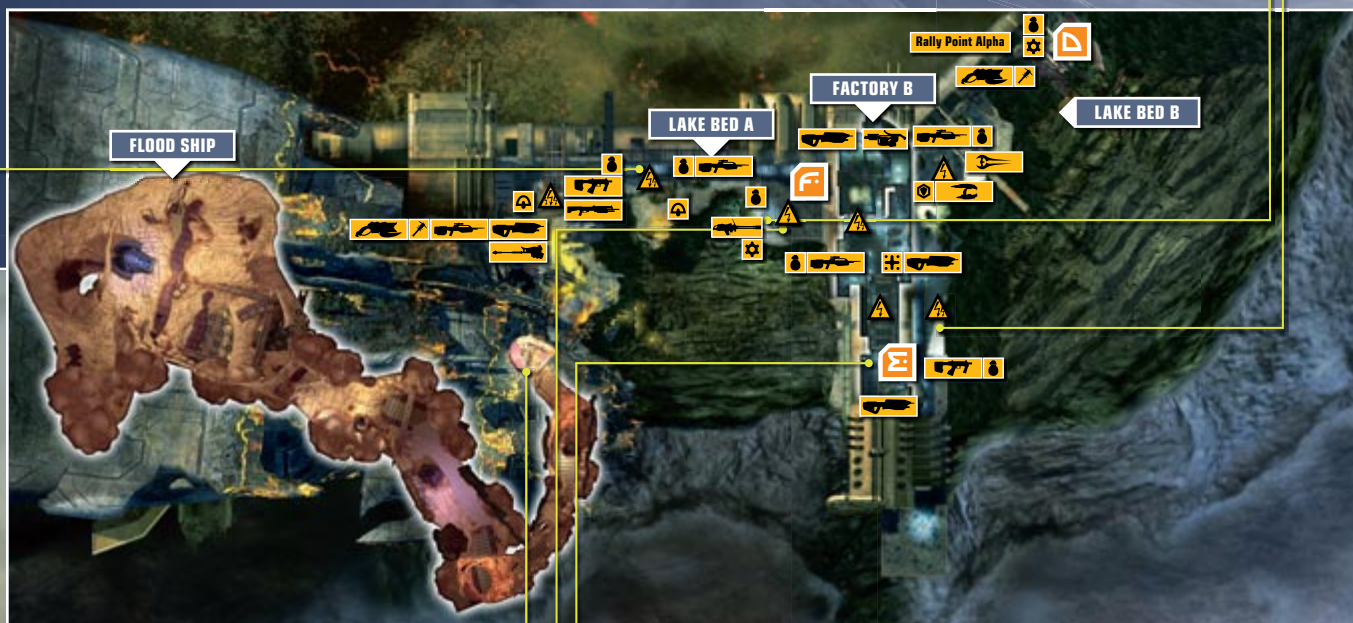 Rally Point Alpha
FACTORY B
LAKE BED B
LAKE BED A
FLOOD SHIP